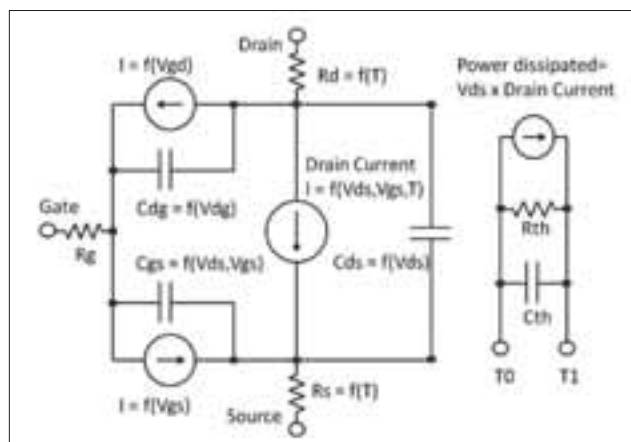 Drain
I = f(Vgd)
Rd = f(T)
Power dissipated=
Vds x Drain Current
Drain Current
I = f(Vds,Vgs,T)
Cdg = f(Vdg)
Gate
Rg
Rth
Cgs = f(Vds,Vgs)
Cds = f(Vds)
Cth
T0
T1
Rs = f(T)
I = f(Vgs)
Source